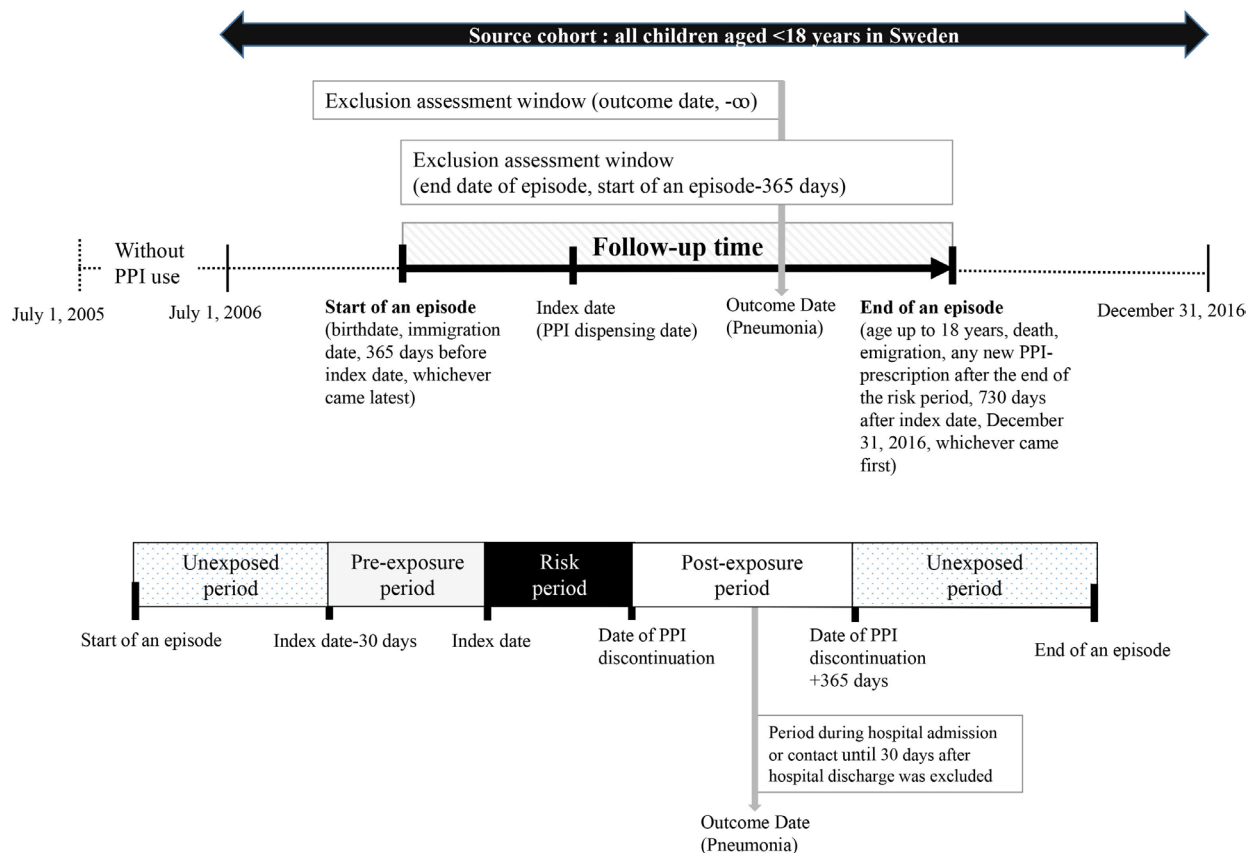 Source cohort : all children aged <18 years in Sweden
Exclusion assessment window (outcome date, -∞)
Exclusion assessment window
(end date of episode, start of an episode-365 days)
Without
PPI use
Follow-up time
July 1, 2005
July 1, 2006
Start of an episode
(birthdate, immigration
date, 365 days before
index date, whichever
came latest)
Index date
(PPI dispensing date)
Outcome Date
(Pneumonia)
End of an episode
(age up to 18 years, death,
emigration, any new PPI-
prescription after the end of
the risk period, 730 days
after index date, December
31, 2016, whichever came
first)
December 31, 2016
Unexposed
period
Pre-exposure
period
Risk
period
Post-exposure
period
Unexposed
period
Start of an episode
Index date-30 days
Index date
Date of PPI
discontinuation
Date of PPI
discontinuation
+365 days
End of an episode
Period during hospital admission
or contact until 30 days after
hospital discharge was excluded
Outcome Date
(Pneumonia)